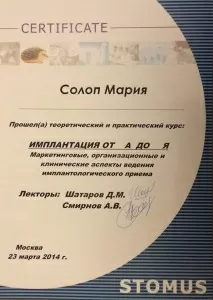 CERTIFICATE
Солоп Мария
Прошел(а) теоретический и практический курс:
ИМПЛАНТАЦИЯ ОТ А ДО Я
Маркетинговые, организационные и
клинические аспекты ведения
имплантологического приема
Лекторы: Шатаров Д.М.
Смирнов А.В.
Москва
23 марта 2014 г.
STOMUS